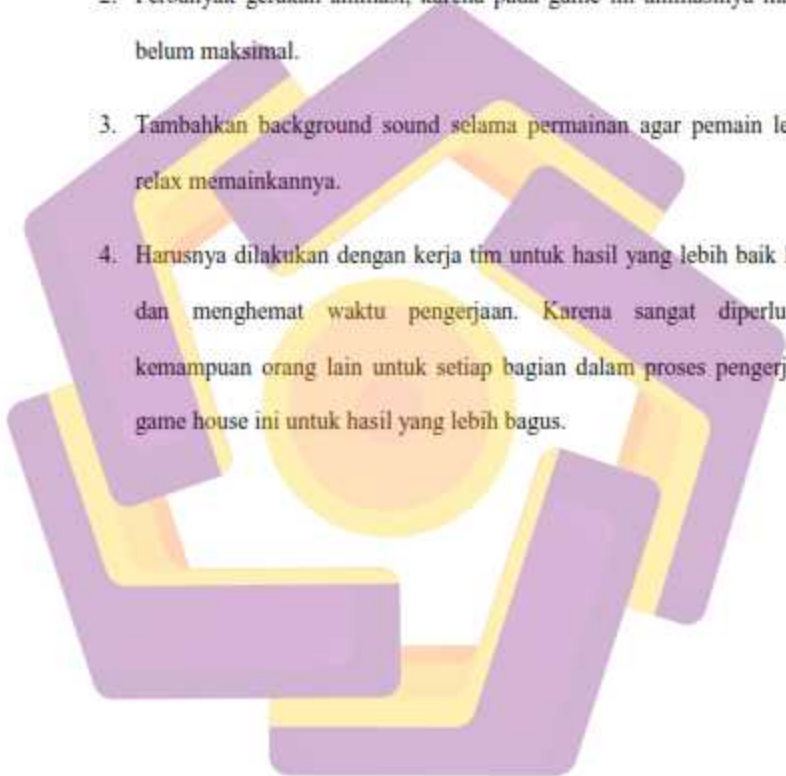 belum maksimal.
3. Tambahkan background sound selama permainan agar pemain
relax memainkannya.
4. Harusnya dilakukan dengan kerja tim untuk hasil yang lebih baik
dan menghemat waktu pengerjaan. Karena sangat
kemampuan orang lain untuk setiap bagian dalam proses
game house ini untuk hasil yang lebih bagus.